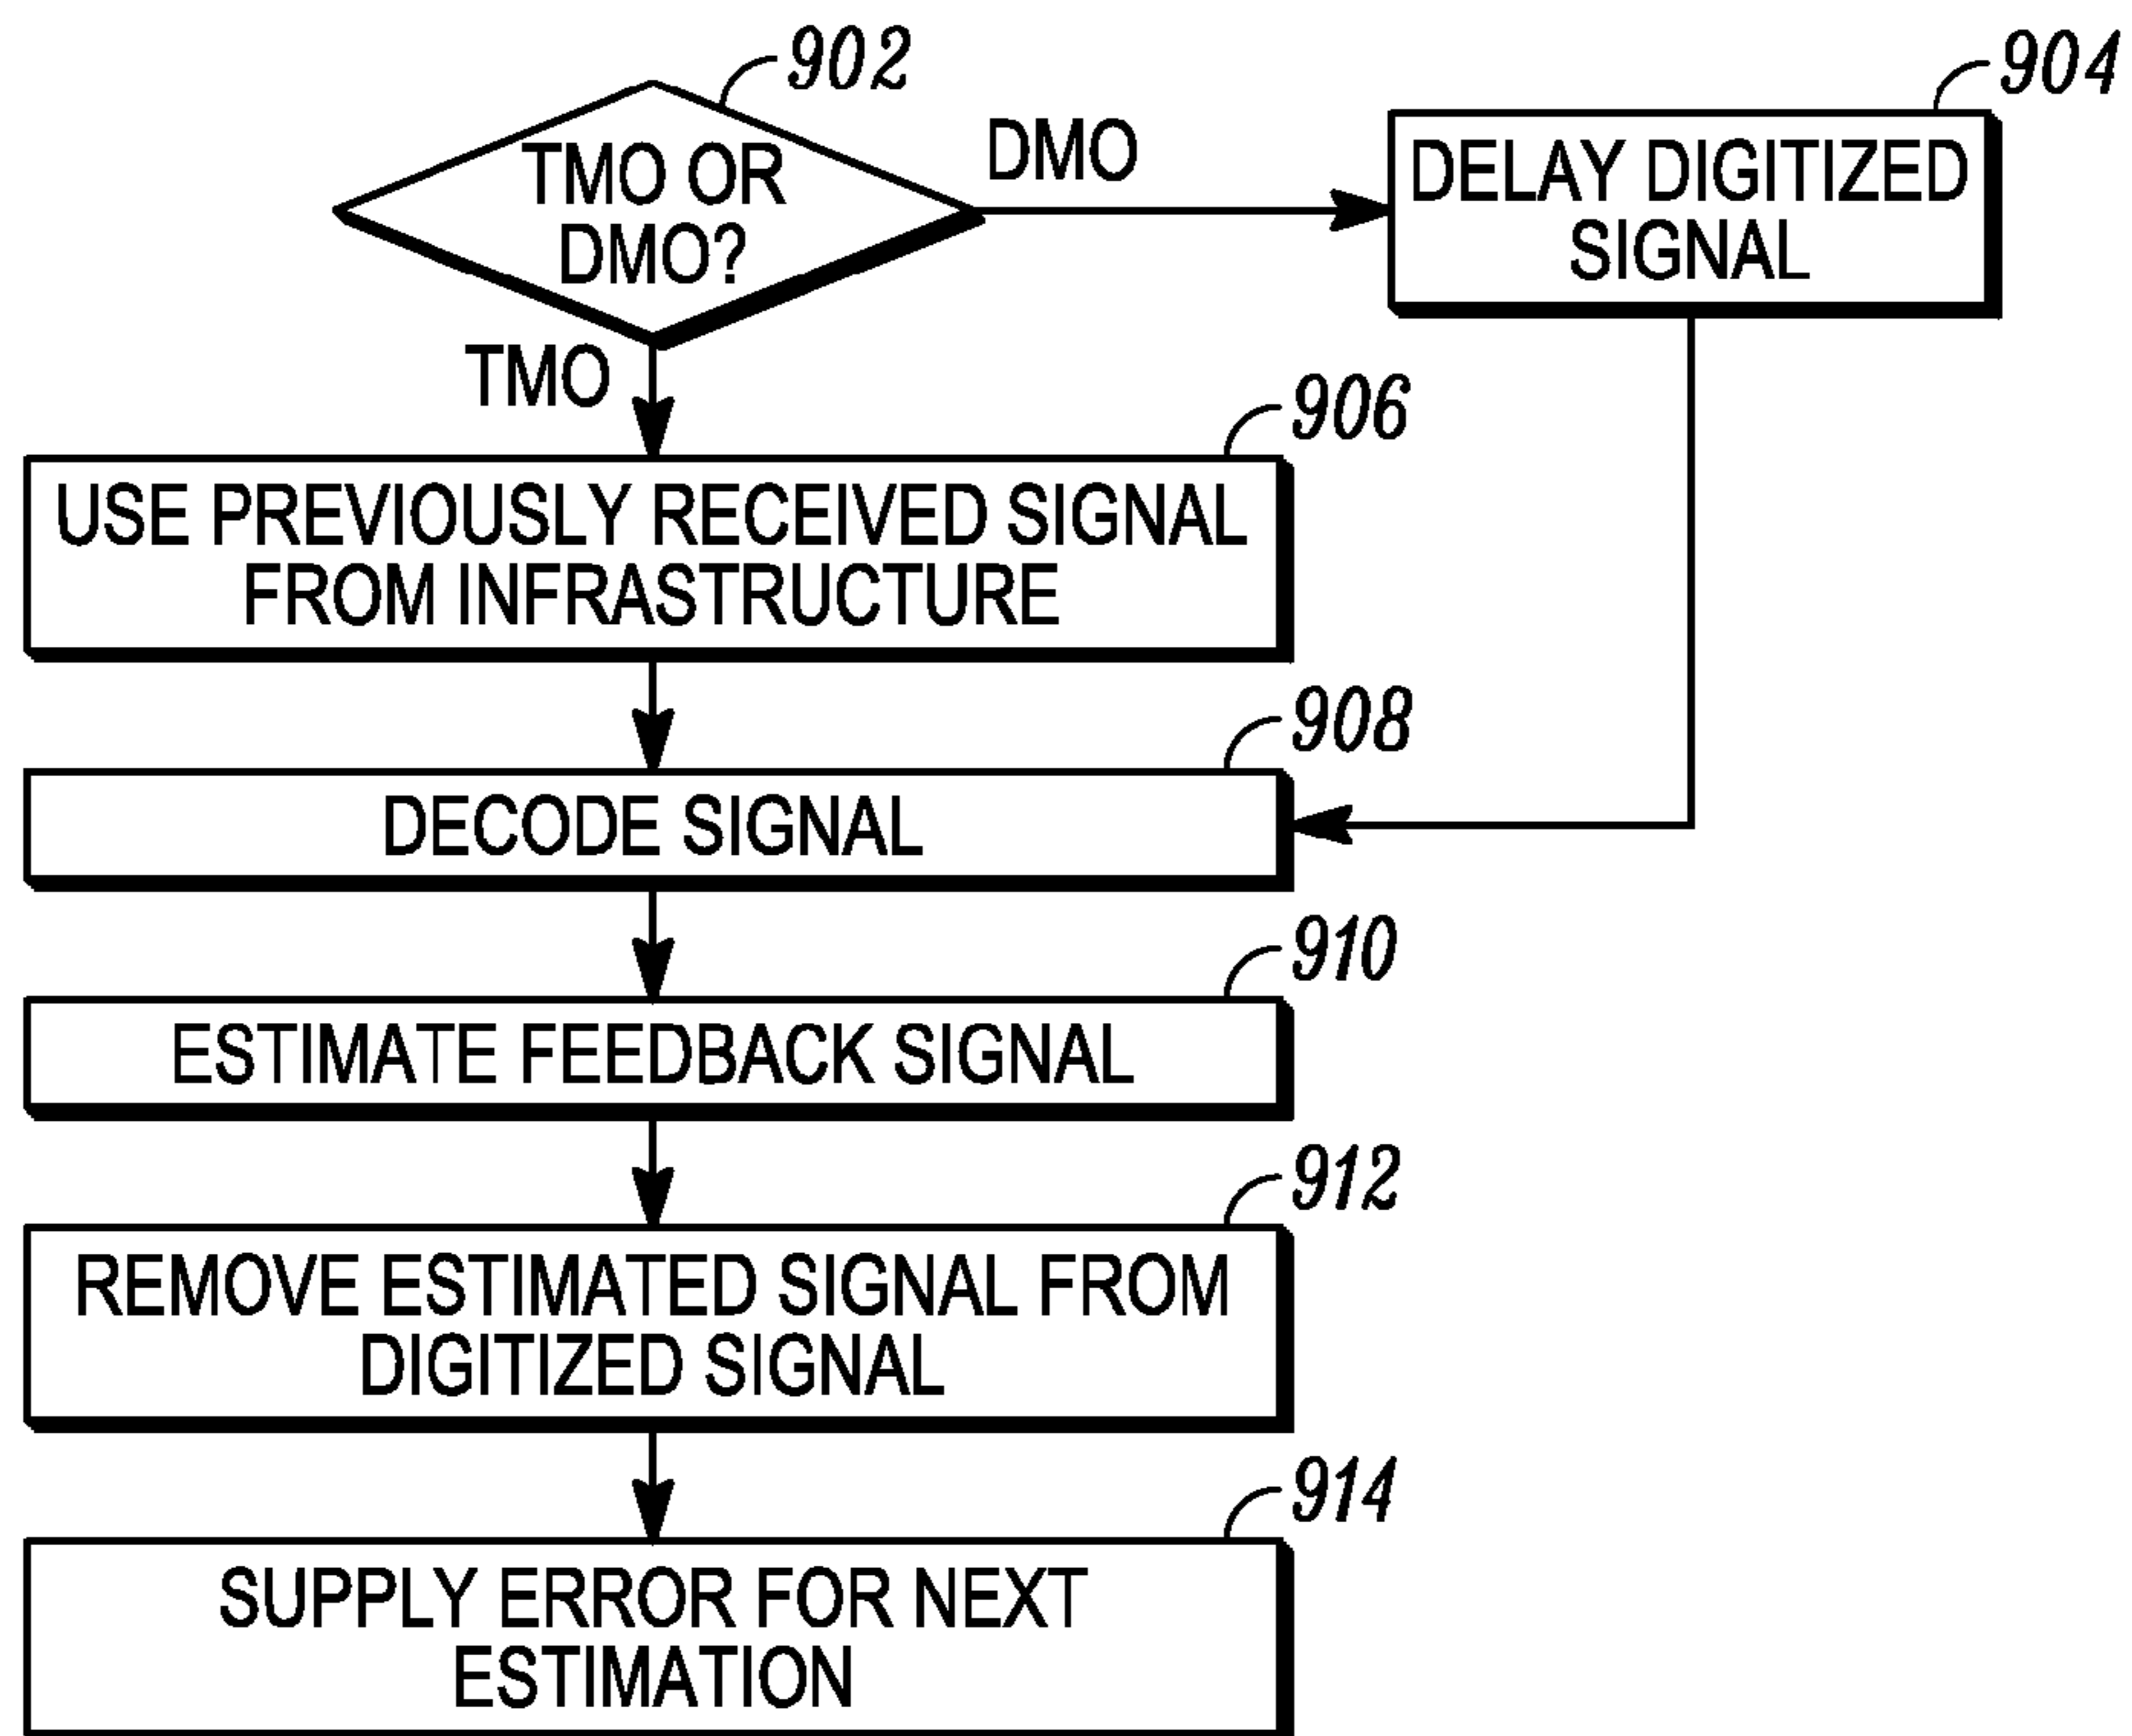 902
904
TMO OR
DMO?
DMO
DELAY DIGITIZED
SIGNAL
TMO
906
USE PREVIOUSLY RECEIVED SIGNAL
FROM INFRASTRUCTURE
908
DECODE SIGNAL
910
ESTIMATE FEEDBACK SIGNAL
912
REMOVE ESTIMATED SIGNAL FROM
DIGITIZED SIGNAL
914
SUPPLY ERROR FOR NEXT
ESTIMATION